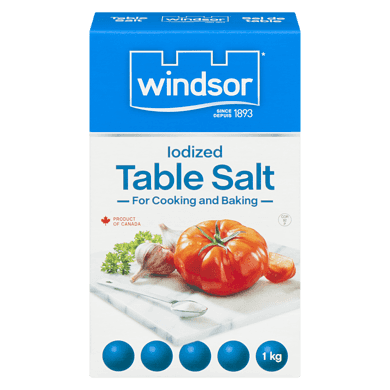 Table Salt
windsor
Sel de table
windsor
SINCE
DEPUIS 1893
Iodized
Table Salt
For Cooking and Baking
PRODUCT
OF CANADA
1 kg